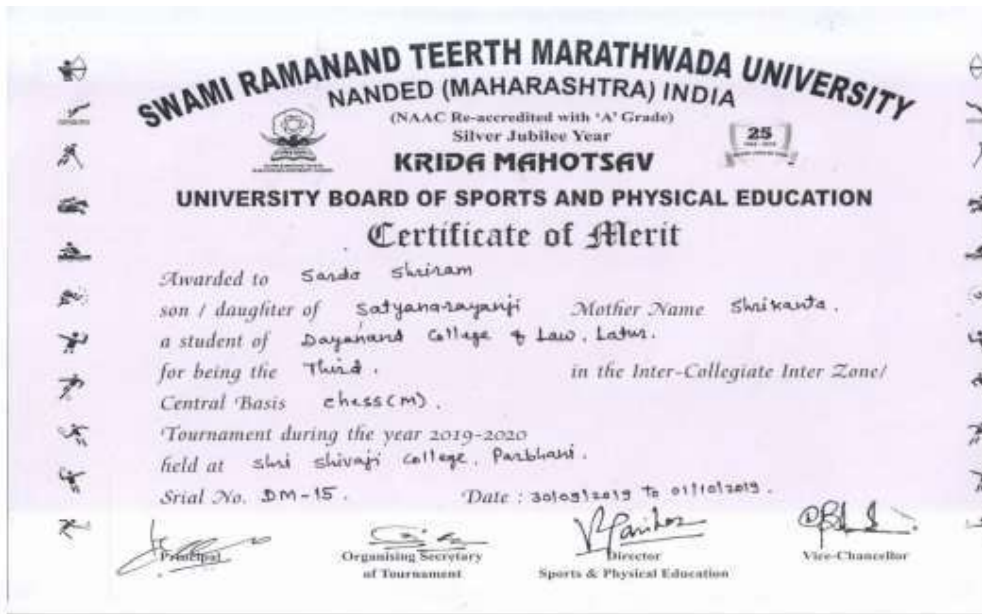 SWAMI RAMANAND TEERTH MARATHWADA UNIVERSITY
NANDED (MAHARASHTRA) INDIA
(NAAC Re-accredited with 'A' Grade)
Silver Jubilee Year
25
KRIDA MAHOTSAV
UNIVERSITY BOARD OF SPORTS AND PHYSICAL EDUCATION
Certificate of Merit
Awarded to Sarda Shriram
son / daughter of Satyanarayanji Mother Name Shrikanta.
a student of Dayanand College of Law, Latur.
for being the Third. in the Inter-Collegiate Inter Zone/
Central Basis chess(M).
Tournament during the year 2019-2020
held at shri shivaji college, Parbhani.
Srial No. DM-15. Date : 30/09/2019 To 01/10/2019.
Principal
Organising Secretary
of Tournament
Director
Sports & Physical Education
Vice-Chancellor